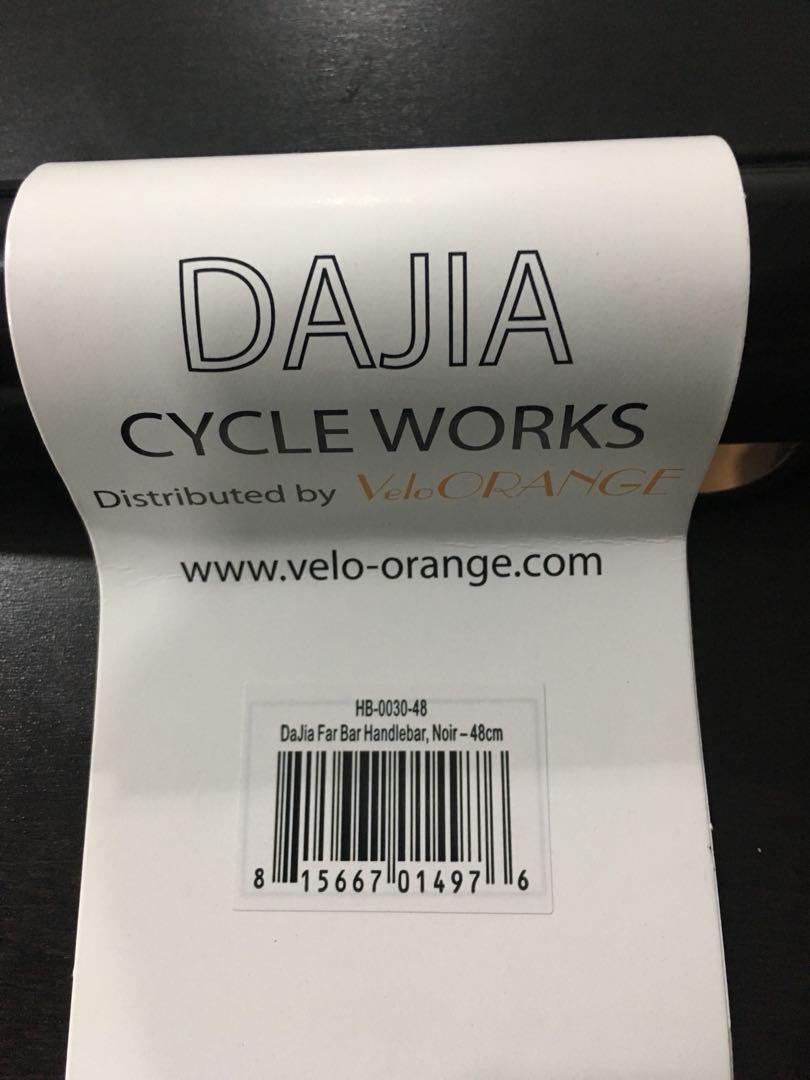 DAJIA
CYCLE WORKS
Distributed by VeloORANGE
www.velo-orange.com
HB-0030-48
DaJia Far Bar Handlebar, Noir – 48cm
8 15667 01497 6